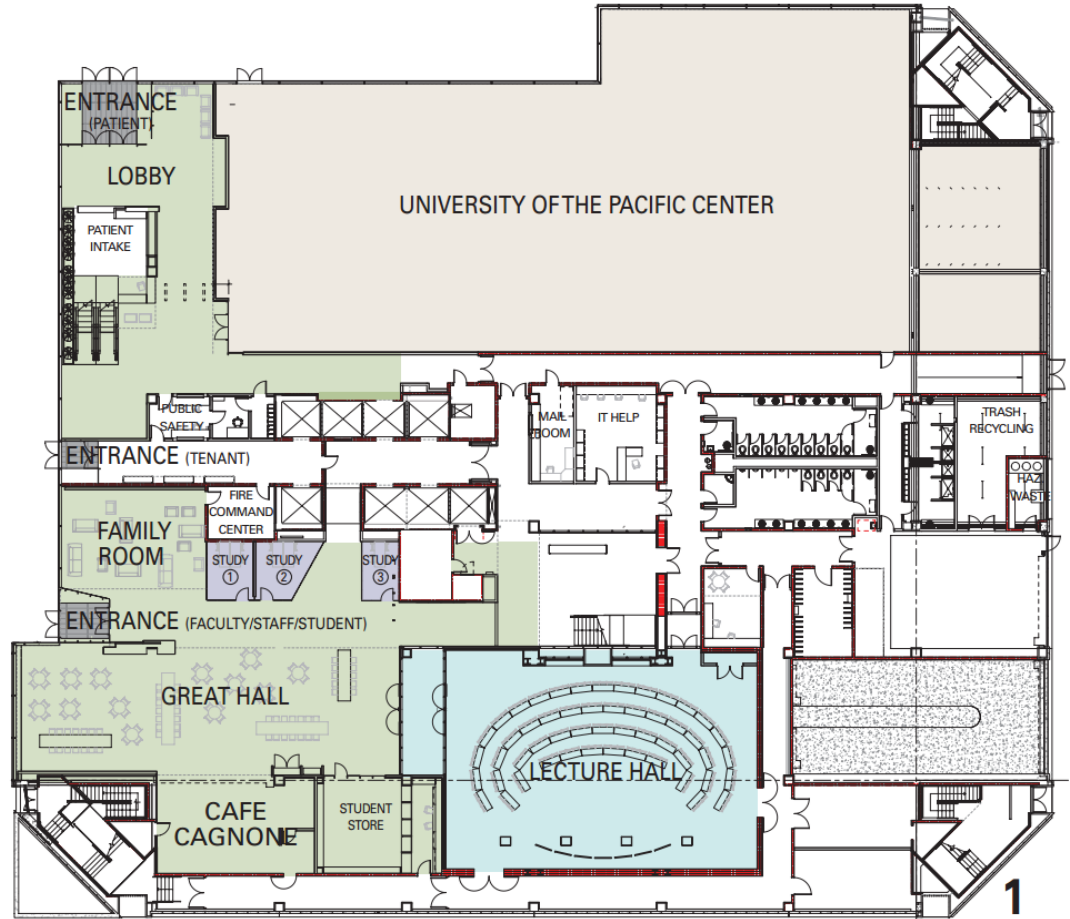 ENTRANCE
(PATIENT)
LOBBY
PATIENT
INTAKE
UNIVERSITY OF THE PACIFIC CENTER
PUBLIC
SAFETY
MAIL
ROOM
IT HELP
TRASH
RECYCLING
HAZ
WASTE
ENTRANCE (TENANT)
FIRE
COMMAND
CENTER
FAMILY
ROOM
STUDY
①
STUDY
②
STUDY
③
ENTRANCE (FACULTY/STAFF/STUDENT)
GREAT HALL
LECTURE HALL
CAFE
CAGNONE
STUDENT
STORE
1